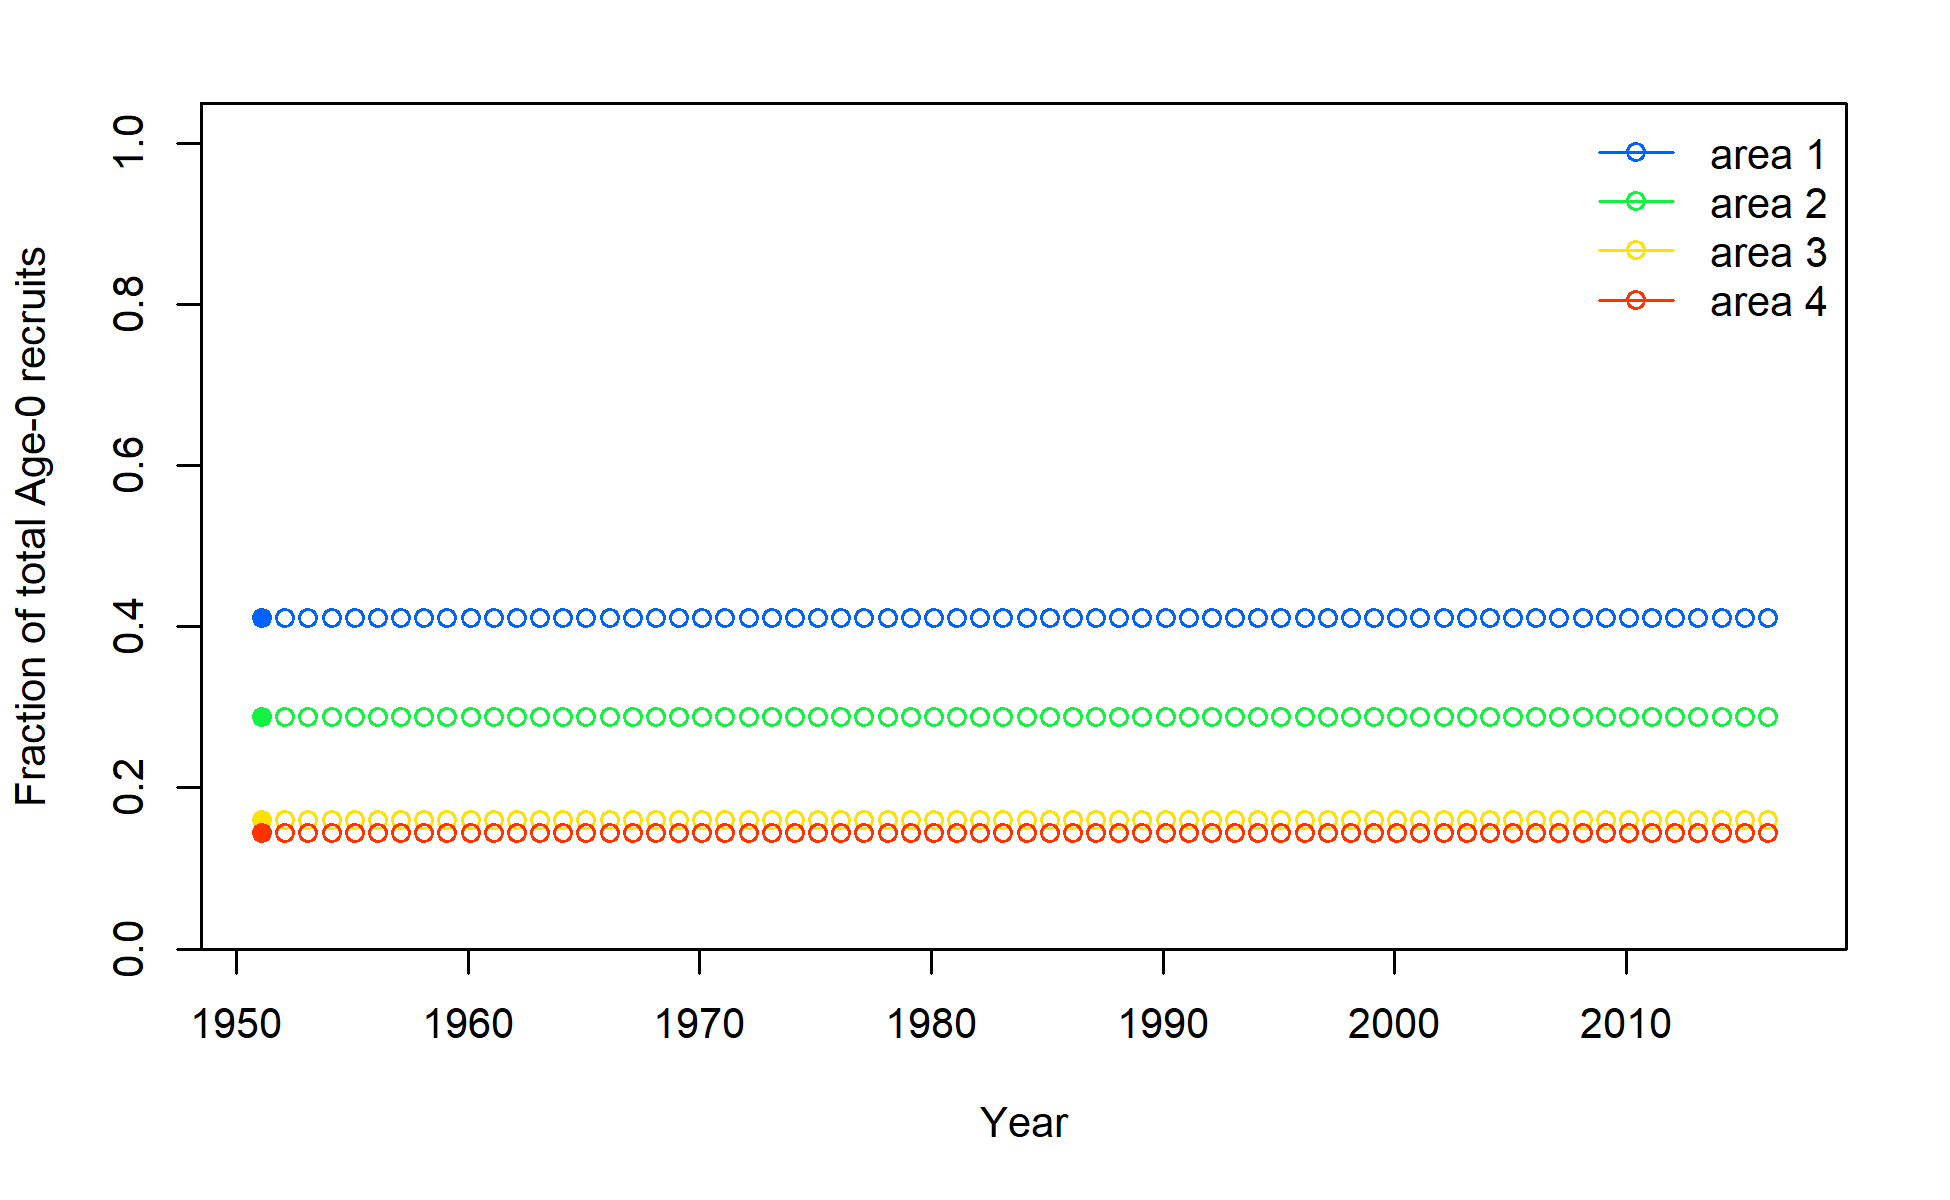 Fraction of total Age-0 recruits
1.0
0.8
0.6
0.4
0.2
0.0
area 1
area 2
area 3
area 4
1950 1960 1970 1980 1990 2000 2010
Year